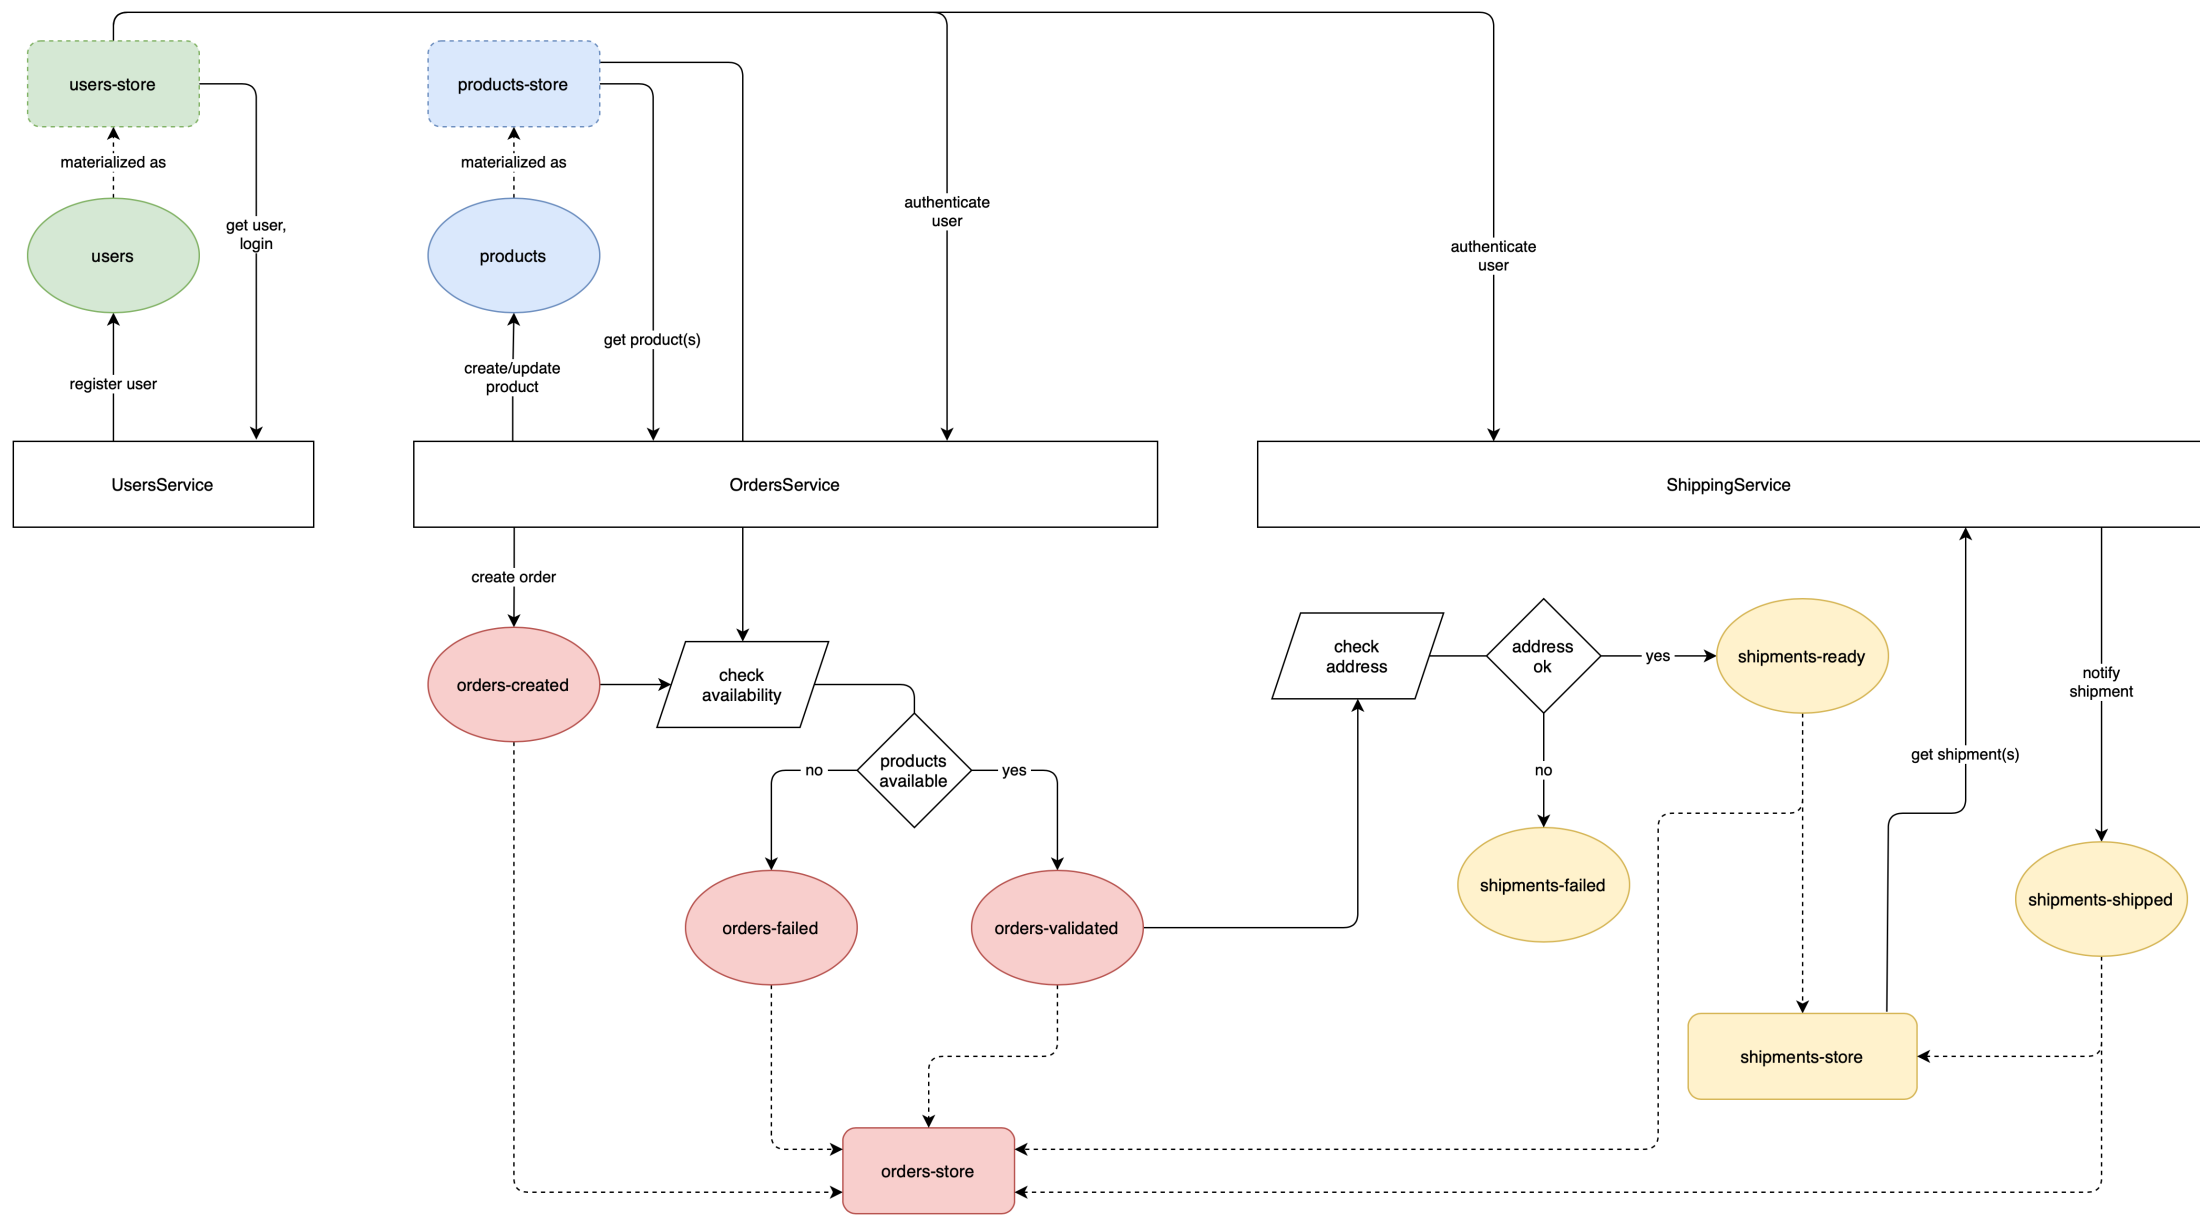 users-store
products-store
materialized as
materialized as
authenticate
user
get user,
login
users
products
authenticate
user
get product(s)
register user
create/update
product
UsersService
OrdersService
ShippingService
create order
check
availability
orders-created
check
address
address
ok
yes
shipments-ready
notify
shipment
no
products
available
yes
no
get shipment(s)
shipments-failed
shipments-shipped
orders-failed
orders-validated
shipments-store
orders-store